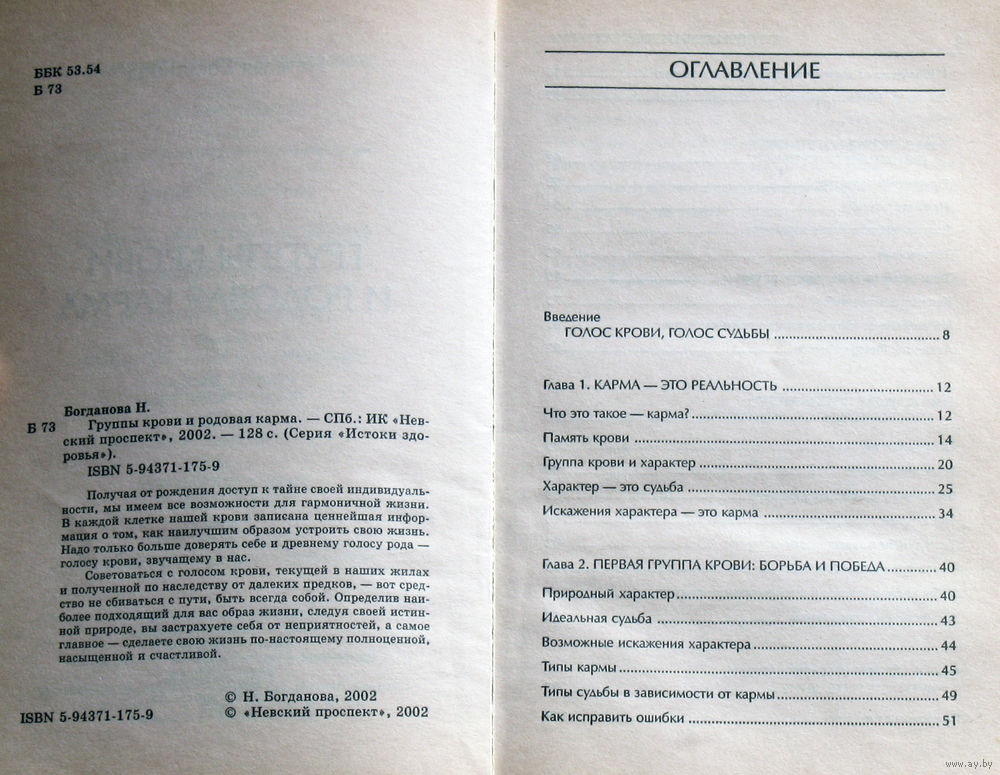 ББК 53.54
Б 73
Богданова Н.
Б 73
Группы крови и родовая карма. — СПб.: ИК «Нев-
ский проспект», 2002. — 128 с. (Серия «Истоки здо-
ровья»).
ISBN 5-94371-175-9
Получая от рождения доступ к тайне своей индивидуаль-
ности, мы имеем все возможности для гармоничной жизни.
В каждой клетке нашей крови записана ценнейшая инфор-
мация о том, как наилучшим образом устроить свою жизнь.
Надо только больше доверять себе и древнему голосу рода —
голосу крови, звучащему в нас.
Советоваться с голосом крови, текущей в наших жилах
и полученной по наследству от далеких предков, — вот сред-
ство не сбиваться с пути, быть всегда собой. Определив наи-
более подходящий для вас образ жизни, следуя своей истин-
ной природе, вы застрахуете себя от неприятностей, а самое
главное — сделаете свою жизнь по-настоящему полноценной,
насыщенной и счастливой.
© Н. Богданова, 2002
ISBN 5-94371-175-9
© «Невский проспект», 2002
ОГЛАВЛЕНИЕ
Введение
ГОЛОС КРОВИ, ГОЛОС СУДЬБЫ ........ 8
Глава 1. КАРМА — ЭТО РЕАЛЬНОСТЬ ........ 12
Что это такое — карма? ........ 12
Память крови ........ 14
Группа крови и характер ........ 20
Характер — это судьба ........ 25
Искажения характера — это карма ........ 34
Глава 2. ПЕРВАЯ ГРУППА КРОВИ: БОРЬБА И ПОБЕДА ........ 40
Природный характер ........ 40
Идеальная судьба ........ 43
Возможные искажения характера ........ 44
Типы кармы ........ 45
Типы судьбы в зависимости от кармы ........ 49
Как исправить ошибки ........ 51
www.ay.by